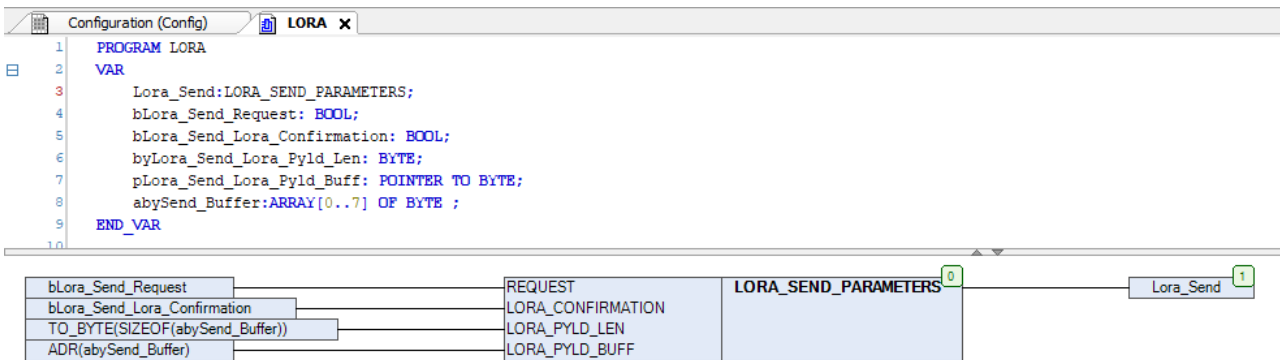 Configuration (Config) LORA X
1 PROGRAM LORA
2 VAR
3 Lora_Send:LORA_SEND_PARAMETERS;
4 bLora_Send_Request: BOOL;
5 bLora_Send_Lora_Confirmation: BOOL;
6 byLora_Send_Lora_Pyld_Len: BYTE;
7 pLora_Send_Lora_Pyld_Buff: POINTER TO BYTE;
8 abySend_Buffer:ARRAY[0..7] OF BYTE ;
9 END_VAR
10
bLora_Send_Request REQUEST LORA_SEND_PARAMETERS 0 Lora_Send 1
bLora_Send_Lora_Confirmation LORA_CONFIRMATION
TO_BYTE(SIZEOF(abySend_Buffer)) LORA_PYLD_LEN
ADR(abySend_Buffer) LORA_PYLD_BUFF